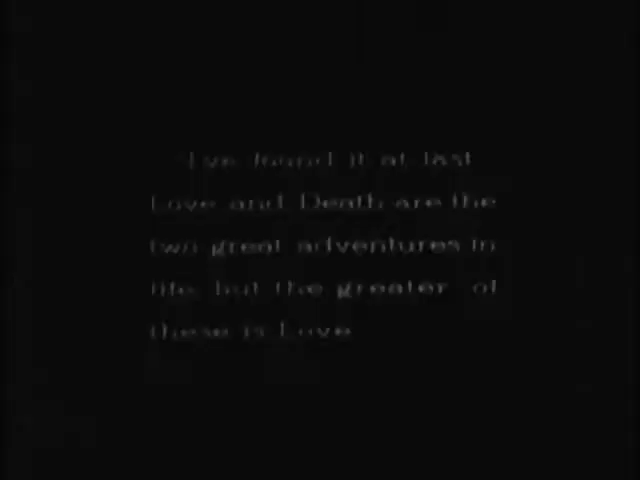 I've found it at last
Love and Death are the
two great adventures in
life, but the greater of
these is Love